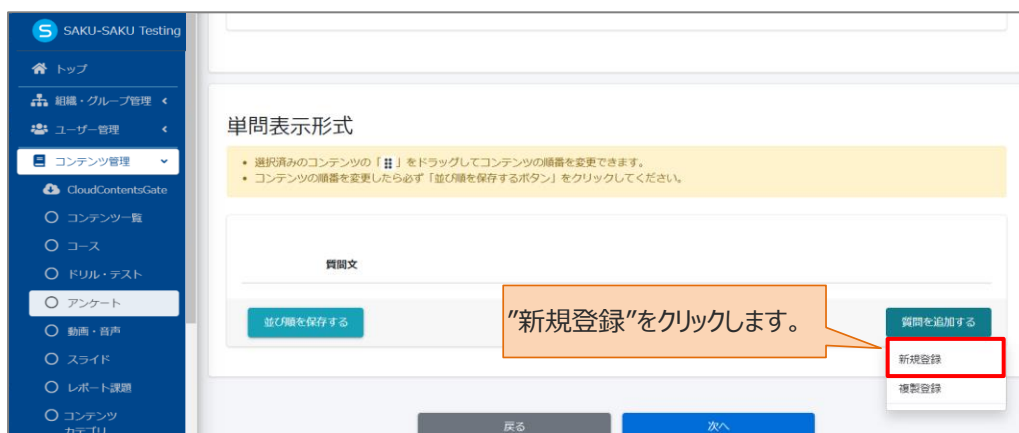 SAKU-SAKU Testing
トップ
組織・グループ管理
ユーザー管理
コンテンツ管理
CloudContentsGate
コンテンツ一覧
コース
ドリル・テスト
アンケート
動画・音声
スライド
レポート課題
コンテンツ
カテゴリ
単問表示形式
• 選択済みのコンテンツの「⠿」をドラッグしてコンテンツの順番を変更できます。
• コンテンツの順番を変更したら必ず「並び順を保存するボタン」をクリックしてください。
質問文
並び順を保存する
"新規登録"をクリックします。
質問を追加する
新規登録
複製登録
戻る
次へ